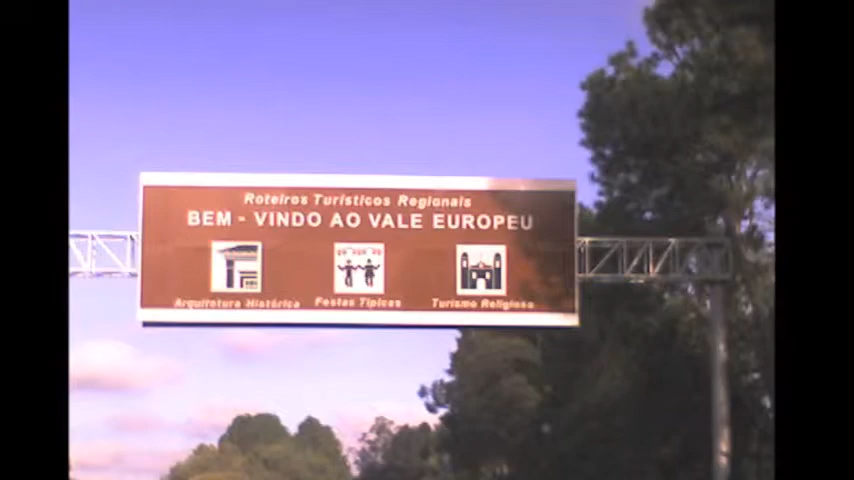 Roteiros Turísticos Regionais
BEM - VINDO AO VALE EUROPEU
Arquitetura Histórica Festas Típicas Turismo Religioso